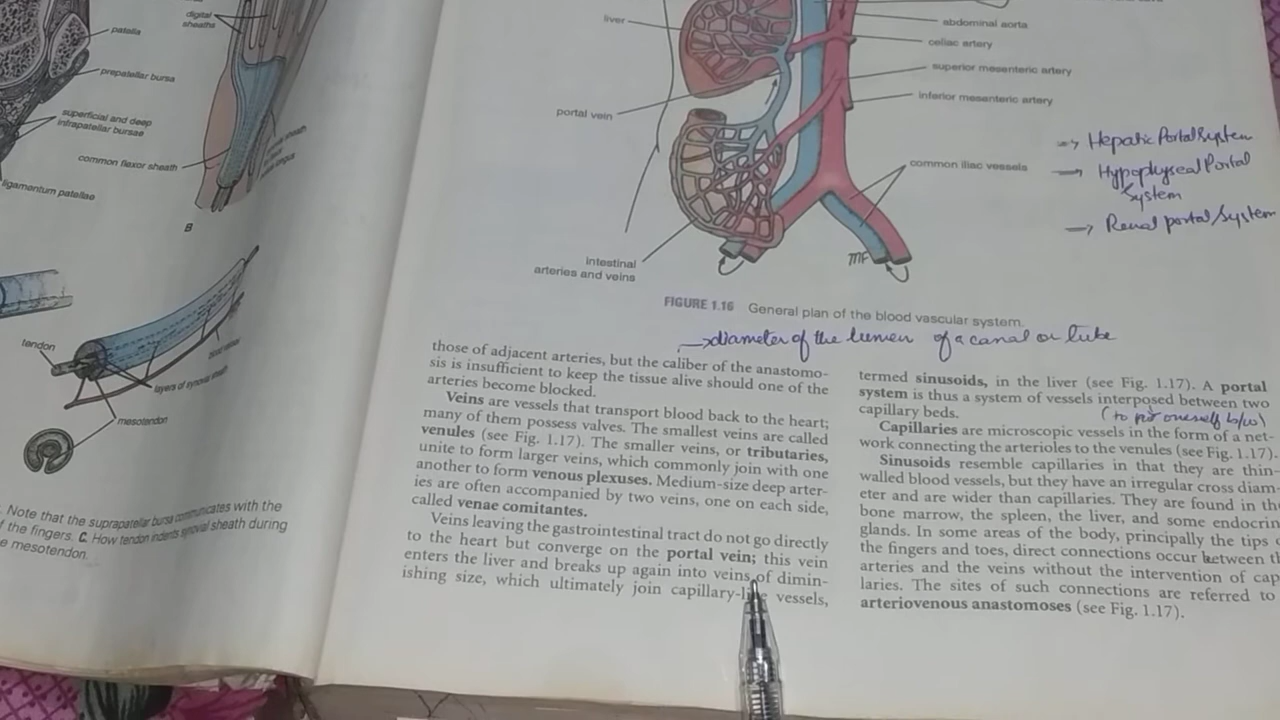 digital
sheaths
patella
prepatellar bursa
superficial and deep
infrapatellar bursae
common flexor sheath
ligamentum patellae
B
tendon
layers of synovial sheath
mesotendon
Note that the suprapatellar bursa communicates with the
the fingers. C. How tendon indents synovial sheath during
mesotendon.
liver
portal vein
intestinal
arteries and veins
abdominal aorta
celiac artery
superior mesenteric artery
inferior mesenteric artery
common iliac vessels
MF
→ Hepatic Portal System
→ Hypophyseal Portal
System
→ Renal portal System
FIGURE 1.16 General plan of the blood vascular system.
→diameter of the lumen of a canal or tube
those of adjacent arteries, but the caliber of the anastomo-
sis is insufficient to keep the tissue alive should one of the
arteries become blocked.
Veins are vessels that transport blood back to the heart;
many of them possess valves. The smallest veins are called
venules (see Fig. 1.17). The smaller veins, or tributaries,
unite to form larger veins, which commonly join with one
another to form venous plexuses. Medium-size deep arter-
ies are often accompanied by two veins, one on each side,
called venae comitantes.
Veins leaving the gastrointestinal tract do not go directly
to the heart but converge on the portal vein; this vein
enters the liver and breaks up again into veins of dimin-
ishing size, which ultimately join capillary-like vessels,
termed sinusoids, in the liver (see Fig. 1.17). A portal
system is thus a system of vessels interposed between two
capillary beds.
(to put oneself b/w)
Capillaries are microscopic vessels in the form of a net-
work connecting the arterioles to the venules (see Fig. 1.17).
Sinusoids resemble capillaries in that they are thin-
walled blood vessels, but they have an irregular cross diam-
eter and are wider than capillaries. They are found in the
bone marrow, the spleen, the liver, and some endocrin
glands. In some areas of the body, principally the tips
the fingers and toes, direct connections occur between th
arteries and the veins without the intervention of cap
laries. The sites of such connections are referred to
arteriovenous anastomoses (see Fig. 1.17).